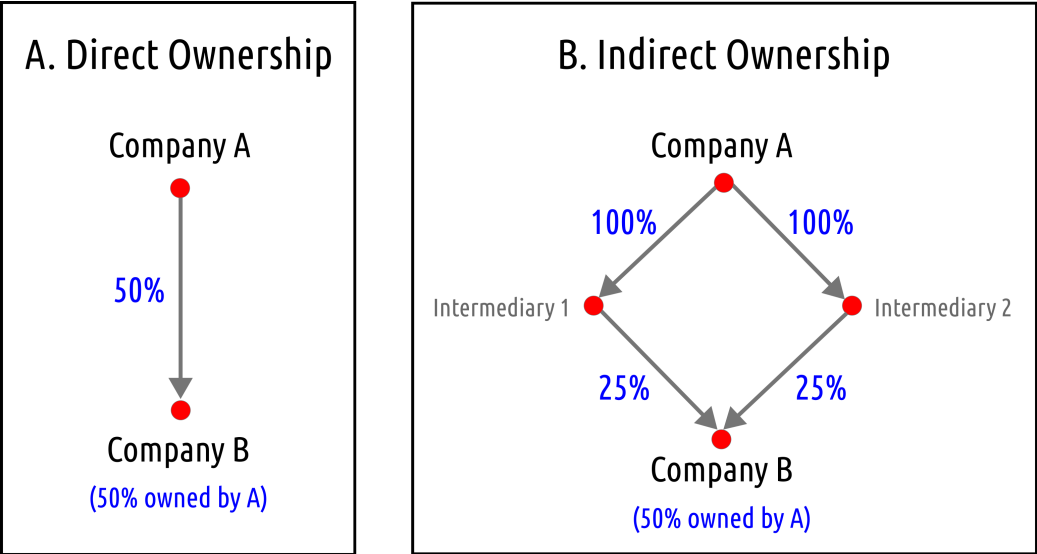 A. Direct Ownership
Company A
50%
Company B
(50% owned by A)
B. Indirect Ownership
Company A
100%
100%
Intermediary 1
Intermediary 2
25%
25%
Company B
(50% owned by A)